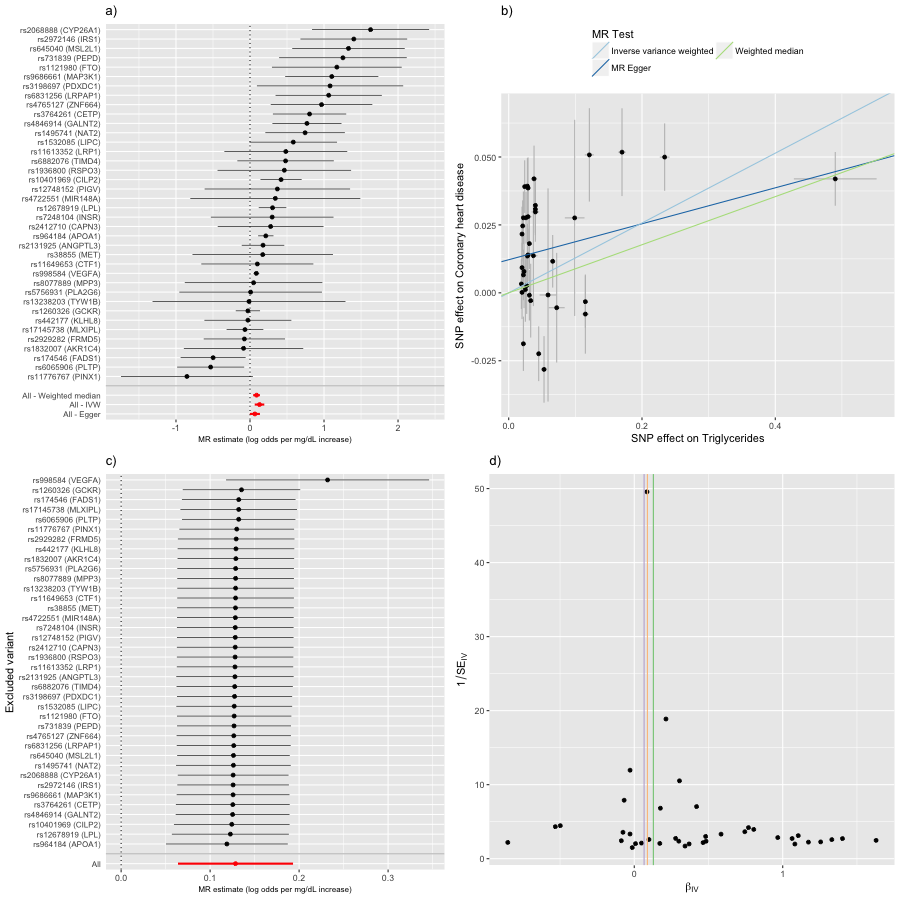 a)
rs2068888 (CYP26A1)
rs2972146 (IRS1)
rs645040 (MSL2L1)
rs731839 (PEPD)
rs1121980 (FTO)
rs9686661 (MAP3K1)
rs3198697 (PDXDC1)
rs6831256 (LRPAP1)
rs4765127 (ZNF664)
rs3764261 (CETP)
rs4846914 (GALNT2)
rs1495741 (NAT2)
rs1532085 (LIPC)
rs11613352 (LRP1)
rs6882076 (TIMD4)
rs1936800 (RSPO3)
rs10401969 (CILP2)
rs12748152 (PIGV)
rs4722551 (MIR148A)
rs12678919 (LPL)
rs7248104 (INSR)
rs2412710 (CAPN3)
rs964184 (APOA1)
rs2131925 (ANGPTL3)
rs38855 (MET)
rs11649653 (CTF1)
rs998584 (VEGFA)
rs8077889 (MPP3)
rs5756931 (PLA2G6)
rs13238203 (TYW1B)
rs1260326 (GCKR)
rs442177 (KLHL8)
rs17145738 (MLXIPL)
rs2929282 (FRMD5)
rs1832007 (AKR1C4)
rs174546 (FADS1)
rs6065906 (PLTP)
rs11776767 (PINX1)
All - Weighted median
All - IVW
All - Egger
-1 0 1 2
MR estimate (log odds per mg/dL increase)
b)
MR Test
Inverse variance weighted
Weighted median
MR Egger
SNP effect on Coronary heart disease
0.050
0.025
0.000
-0.025
0.0 0.2 0.4
SNP effect on Triglycerides
c)
Excluded variant
rs998584 (VEGFA)
rs1260326 (GCKR)
rs174546 (FADS1)
rs17145738 (MLXIPL)
rs6065906 (PLTP)
rs11776767 (PINX1)
rs2929282 (FRMD5)
rs442177 (KLHL8)
rs1832007 (AKR1C4)
rs5756931 (PLA2G6)
rs8077889 (MPP3)
rs13238203 (TYW1B)
rs11649653 (CTF1)
rs38855 (MET)
rs4722551 (MIR148A)
rs7248104 (INSR)
rs12748152 (PIGV)
rs2412710 (CAPN3)
rs1936800 (RSPO3)
rs11613352 (LRP1)
rs2131925 (ANGPTL3)
rs6882076 (TIMD4)
rs3198697 (PDXDC1)
rs1532085 (LIPC)
rs1121980 (FTO)
rs731839 (PEPD)
rs4765127 (ZNF664)
rs6831256 (LRPAP1)
rs645040 (MSL2L1)
rs1495741 (NAT2)
rs2068888 (CYP26A1)
rs2972146 (IRS1)
rs9686661 (MAP3K1)
rs3764261 (CETP)
rs4846914 (GALNT2)
rs10401969 (CILP2)
rs12678919 (LPL)
rs964184 (APOA1)
All
0.0 0.1 0.2 0.3
MR estimate (log odds per mg/dL increase)
d)
1/SE_IV
50
40
30
20
10
0
0 1
β_IV